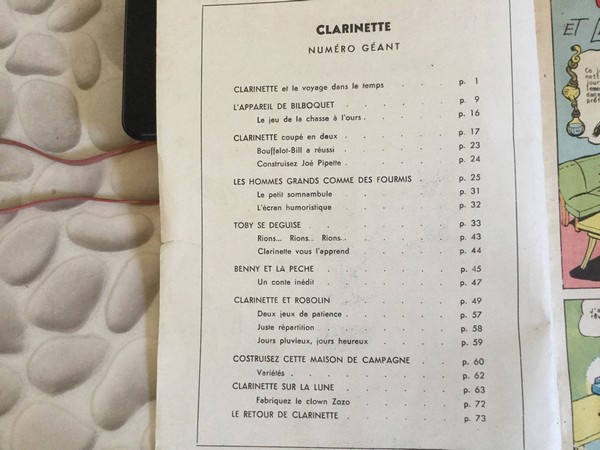 CLARINETTE
NUMÉRO GÉANT
CLARINETTE et le voyage dans le temps . . . p. 1
L'APPAREIL DE BILBOQUET . . . . . p. 9
Le jeu de la chasse à l'ours . . . . . p. 16
CLARINETTE coupé en deux . . . . . p. 17
Bouffalot-Bill a réussi . . . . . p. 23
Construisez Joé Pipette . . . . . p. 24
LES HOMMES GRANDS COMME DES FOURMIS . . p. 25
Le petit somnambule . . . . . p. 31
L'écran humoristique . . . . . p. 32
TOBY SE DEGUISE . . . . . . p. 33
Rions... Rions.. Rions.. . . . . p. 43
Clarinette vous l'apprend . . . . . p. 44
BENNY ET LA PECHE . . . . . . p. 45
Un conte inédit . . . . . . p. 47
CLARINETTE ET ROBOLIN . . . . . p. 49
Deux jeux de patience . . . . . p. 57
Juste répartition . . . . . . p. 58
Jours pluvieux, jours heureux . . . . p. 59
COSTRUISEZ CETTE MAISON DE CAMPAGNE . . p. 60
Variétés . . . . . . . p. 62
CLARINETTE SUR LA LUNE . . . . . p. 63
Fabriquez le clown Zozo . . . . . p. 72
LE RETOUR DE CLARINETTE . . . . . p. 73
ET